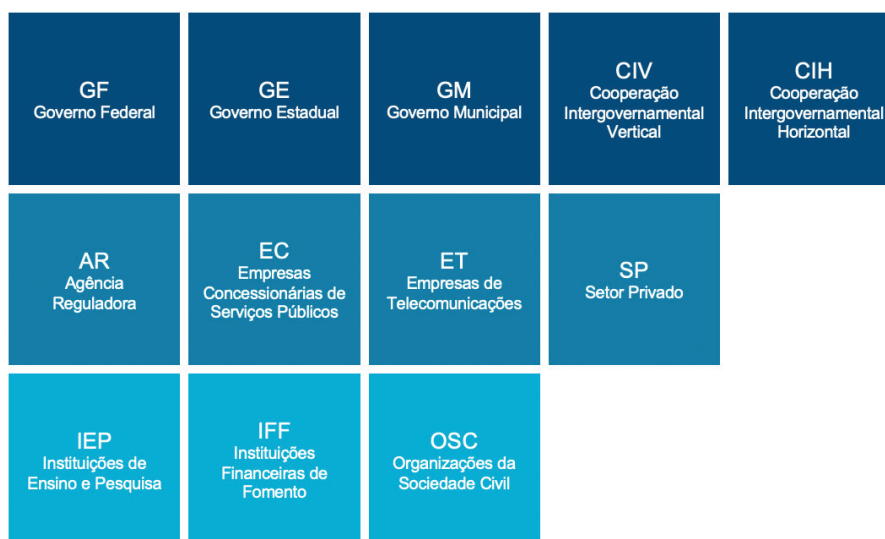 GF
Governo Federal
GE
Governo Estadual
GM
Governo Municipal
CIV
Cooperação
Intergovernamental
Vertical
CIH
Cooperação
Intergovernamental
Horizontal
AR
Agência
Reguladora
EC
Empresas
Concessionárias de
Serviços Públicos
ET
Empresas de
Telecomunicações
SP
Setor Privado
IEP
Instituições de
Ensino e Pesquisa
IFF
Instituições
Financeiras de
Fomento
OSC
Organizações da
Sociedade Civil